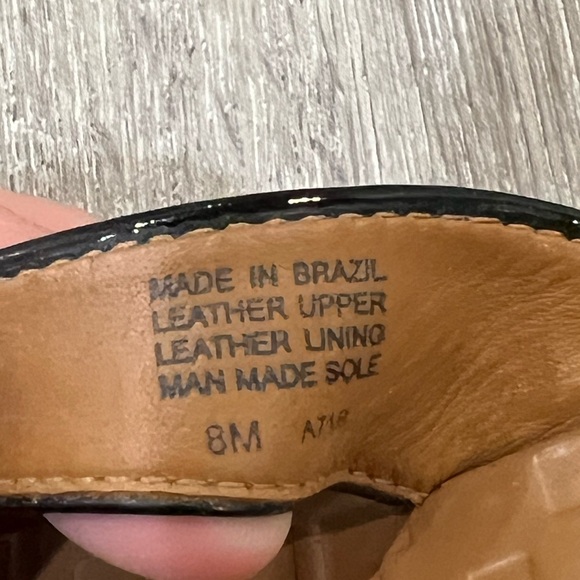 MADE IN BRAZIL
LEATHER UPPER
LEATHER LINING
MAN MADE SOLE
8M